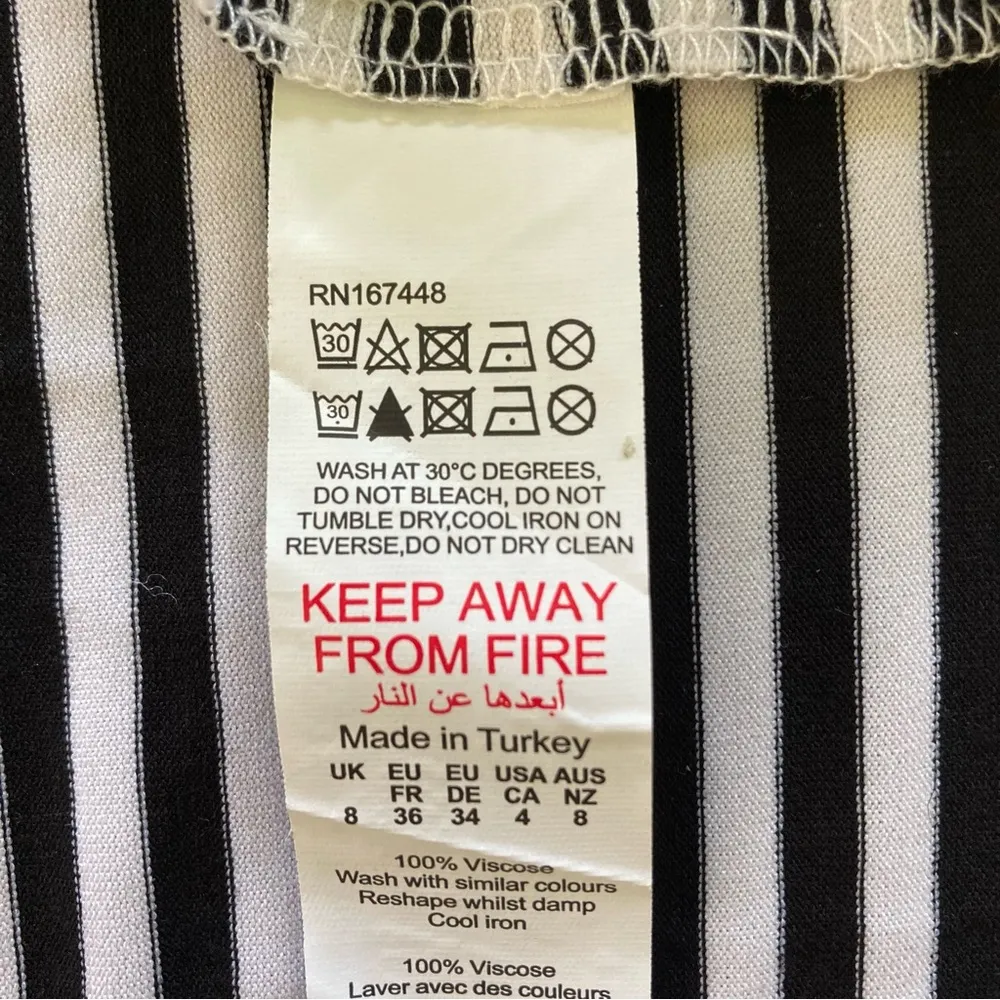 RN167448
30
30
WASH AT 30°C DEGREES,
DO NOT BLEACH, DO NOT
TUMBLE DRY,COOL IRON ON
REVERSE,DO NOT DRY CLEAN
KEEP AWAY
FROM FIRE
أبعدها عن النار
Made in Turkey
UK EU EU USA AUS
FR DE CA NZ
8 36 34 4 8
100% Viscose
Wash with similar colours
Reshape whilst damp
Cool iron
100% Viscose
Laver avec des couleurs